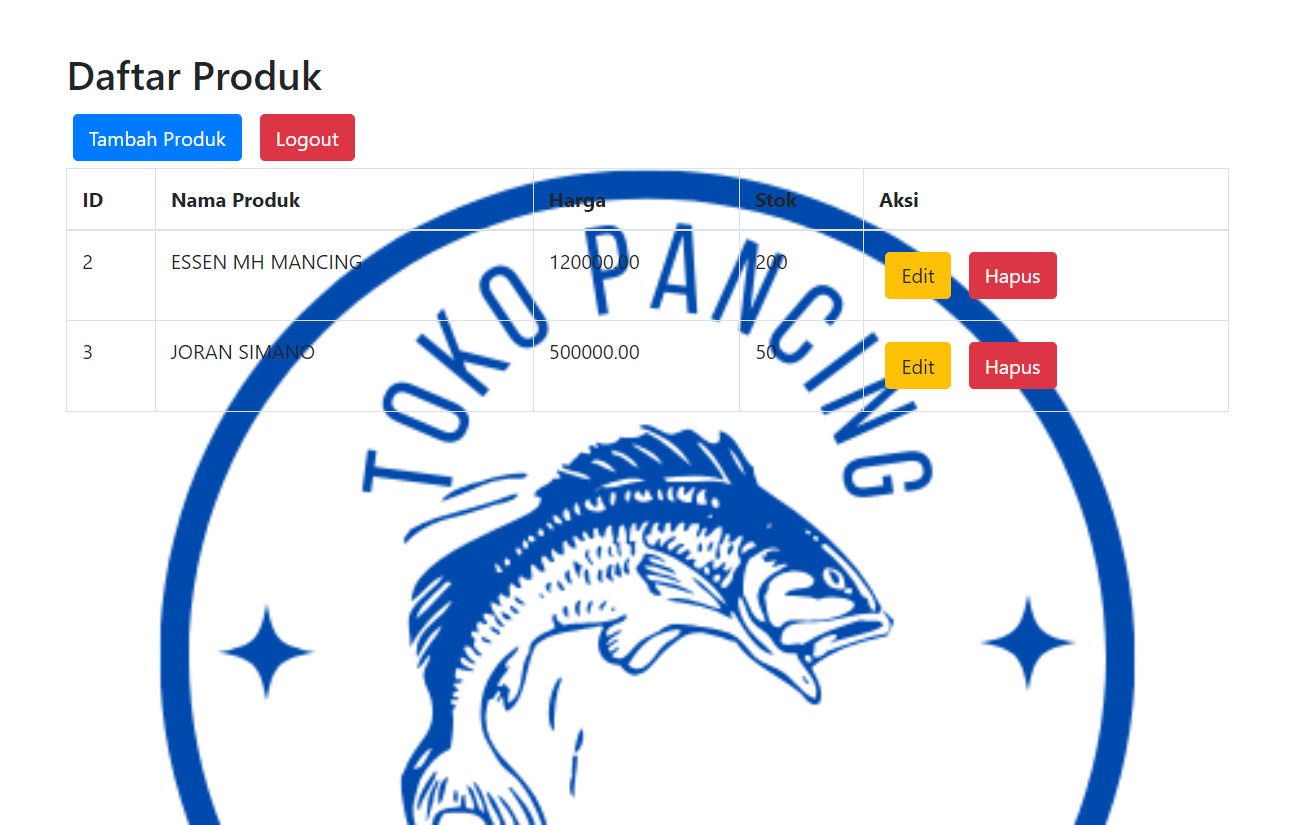 Daftar Produk
Tambah Produk Logout
ID Nama Produk Harga Stok Aksi
2 ESSEN MH MANCING 120000.00 200 Edit Hapus
3 JORAN SIMANO 500000.00 50 Edit Hapus
TOKO PANCING